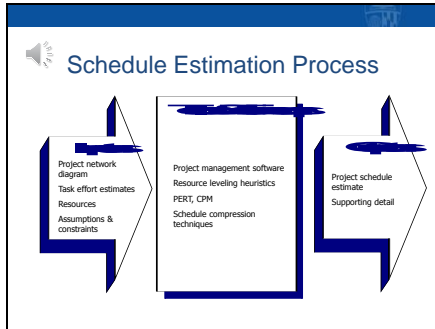 Schedule Estimation Process
Project network
diagram
Task effort estimates
Resources
Assumptions &
constraints
Project management software
Resource leveling heuristics
PERT, CPM
Schedule compression
techniques
Project schedule
estimate
Supporting detail